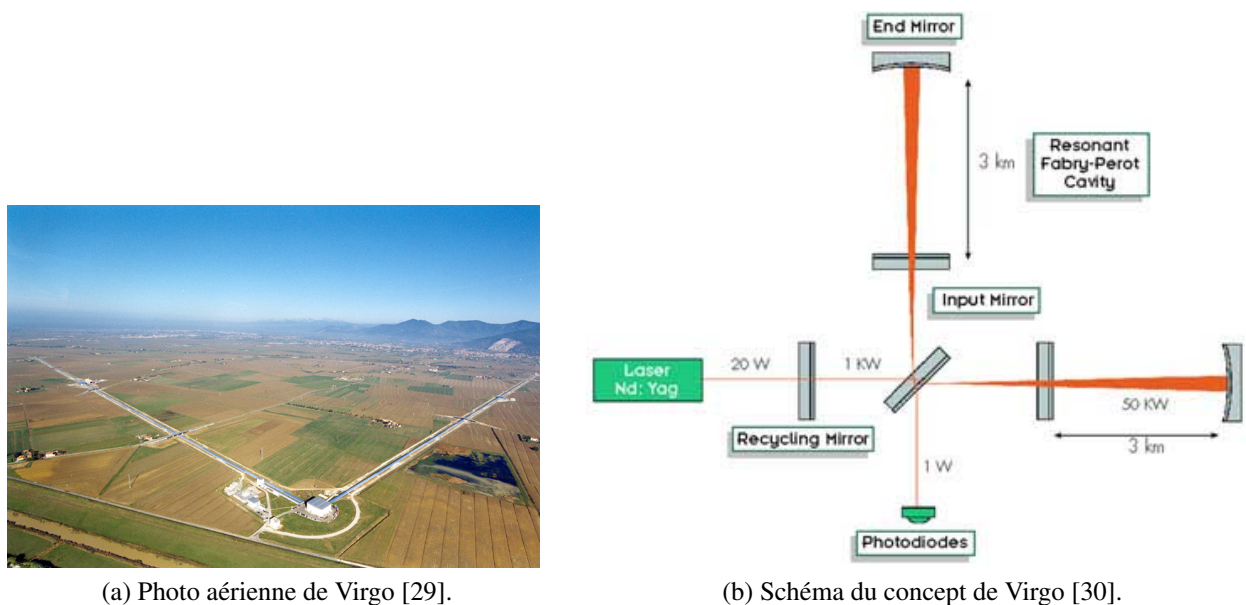 End Mirror
3 km
Resonant
Fabry-Perot
Cavity
Input Mirror
Laser
Nd: Yag
20 W
1 KW
Recycling Mirror
50 KW
3 km
1 W
Photodiodes
(a) Photo aérienne de Virgo [29].
(b) Schéma du concept de Virgo [30].